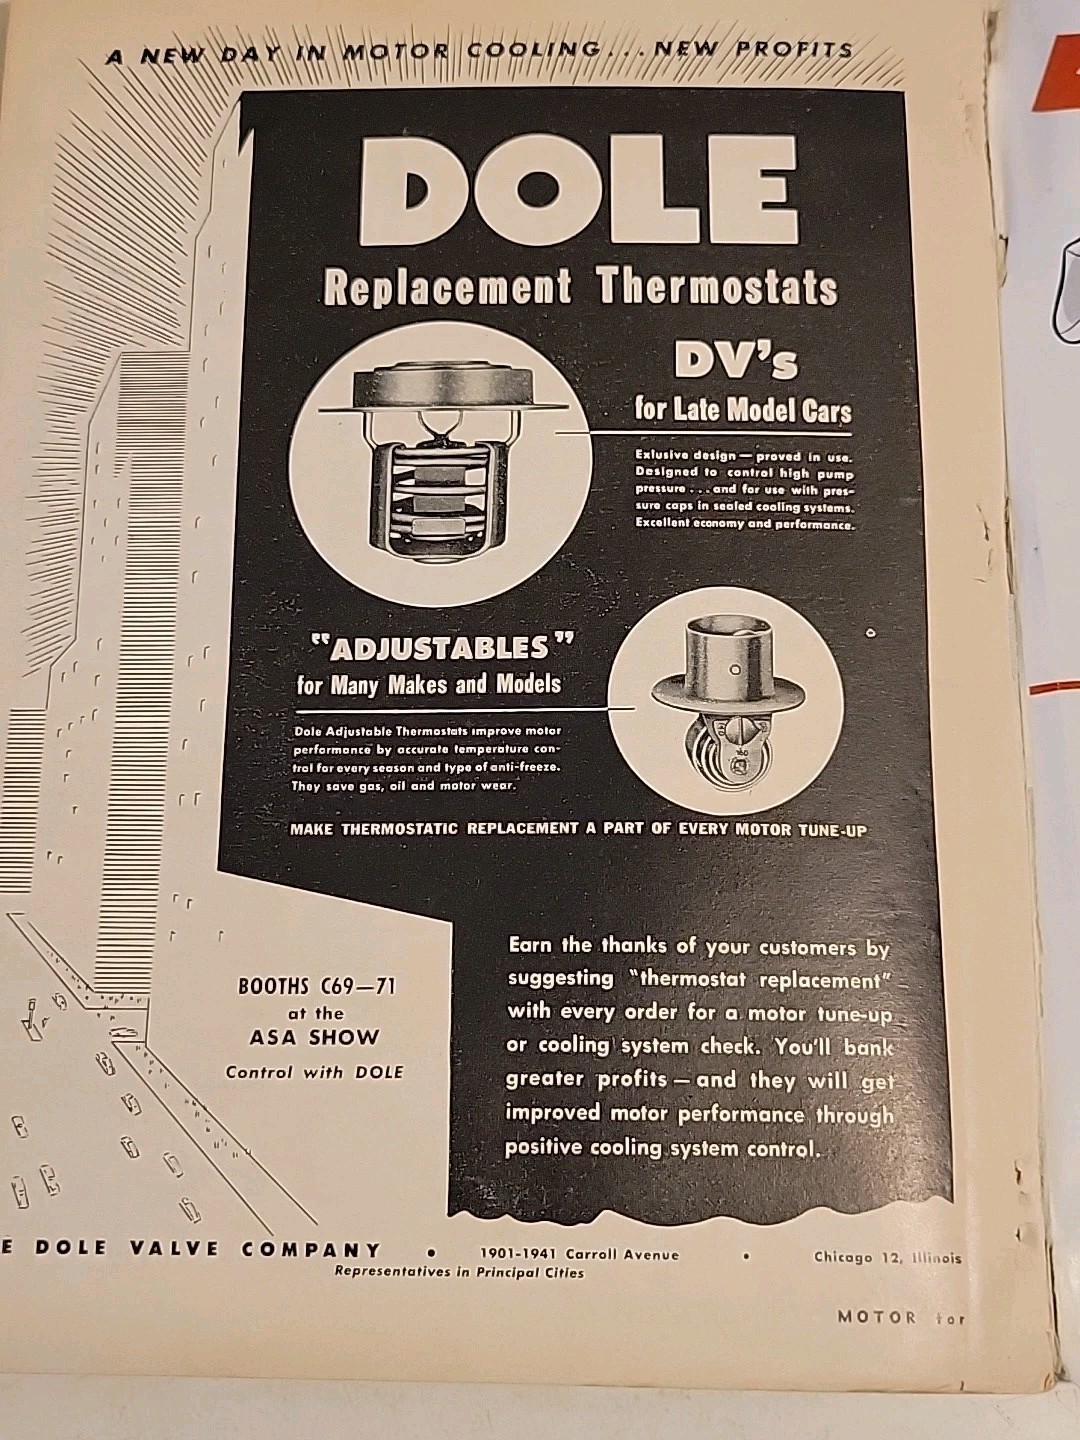 A NEW DAY IN MOTOR COOLING...NEW PROFITS
DOLE
Replacement Thermostats
DV's
for Late Model Cars
Exlusive design — proved in use.
Designed to control high pump
pressure ... and for use with pres-
sure caps in sealed cooling systems.
Excellent economy and performance.
"ADJUSTABLES"
for Many Makes and Models
Dole Adjustable Thermostats improve motor
performance by accurate temperature con-
trol for every season and type of anti-freeze.
They save gas, oil and motor wear.
160
MAKE THERMOSTATIC REPLACEMENT A PART OF EVERY MOTOR TUNE-UP
Earn the thanks of your customers by
suggesting "thermostat replacement"
with every order for a motor tune-up
or cooling system check. You'll bank
greater profits — and they will get
improved motor performance through
positive cooling system control.
BOOTHS C69—71
at the
ASA SHOW
Control with DOLE
E DOLE VALVE COMPANY • 1901-1941 Carroll Avenue • Chicago 12, Illinois
Representatives in Principal Cities
MOTOR for